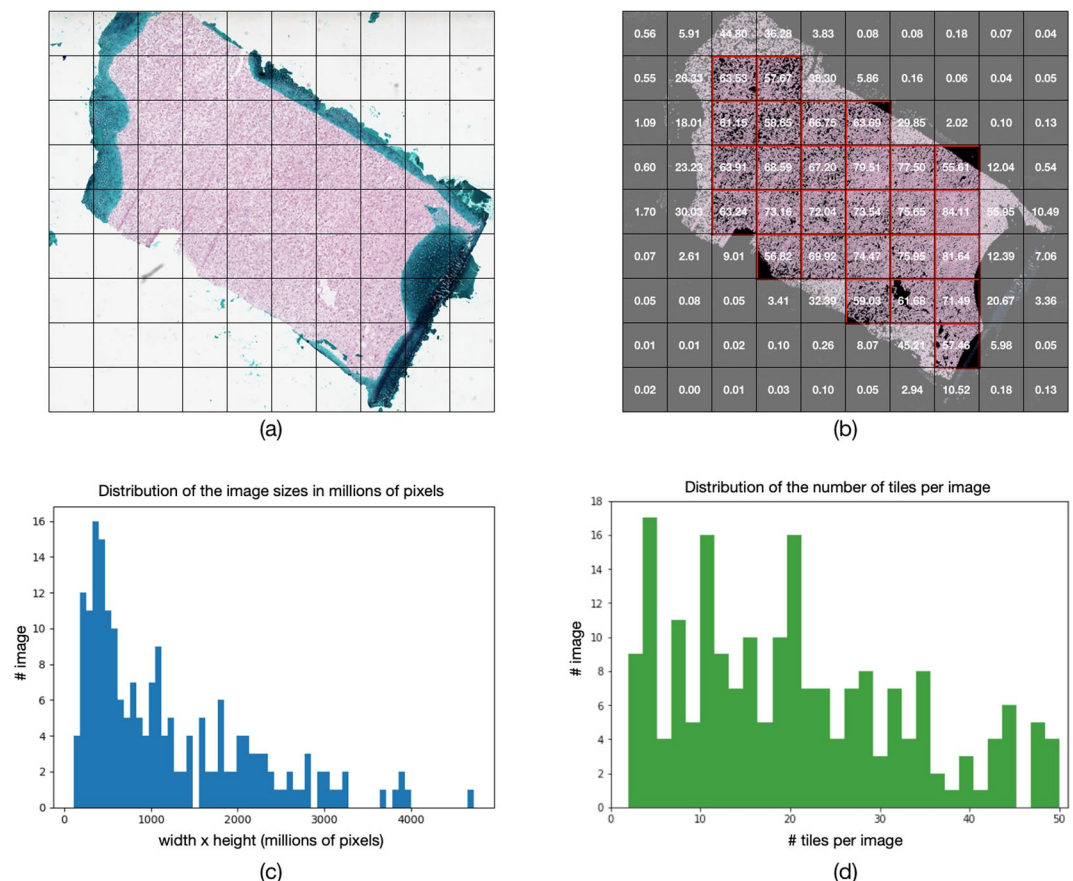 0.56 5.91 44.80 36.28 3.83 0.08 0.08 0.18 0.07 0.04
0.55 26.33 63.53 57.67 38.30 5.86 0.16 0.06 0.04 0.05
1.09 18.01 61.15 58.65 66.75 63.69 29.85 2.02 0.10 0.13
0.60 23.23 63.91 68.59 67.20 79.51 77.50 55.61 12.04 0.54
1.70 30.03 63.24 73.16 72.04 73.54 75.65 84.11 55.95 10.49
0.07 2.61 9.01 56.82 69.92 74.47 75.95 81.64 12.39 7.06
0.05 0.08 0.05 3.41 32.39 59.03 61.68 71.49 20.67 3.36
0.01 0.01 0.02 0.10 0.26 8.07 45.21 57.46 5.98 0.05
0.02 0.00 0.01 0.03 0.10 0.05 2.94 10.52 0.18 0.13
(a)
(b)
Distribution of the image sizes in millions of pixels
# image
16
14
12
10
8
6
4
2
0
0 1000 2000 3000 4000
width x height (millions of pixels)
(c)
Distribution of the number of tiles per image
# image
18
16
14
12
10
8
6
4
2
0
0 10 20 30 40 50
# tiles per image
(d)